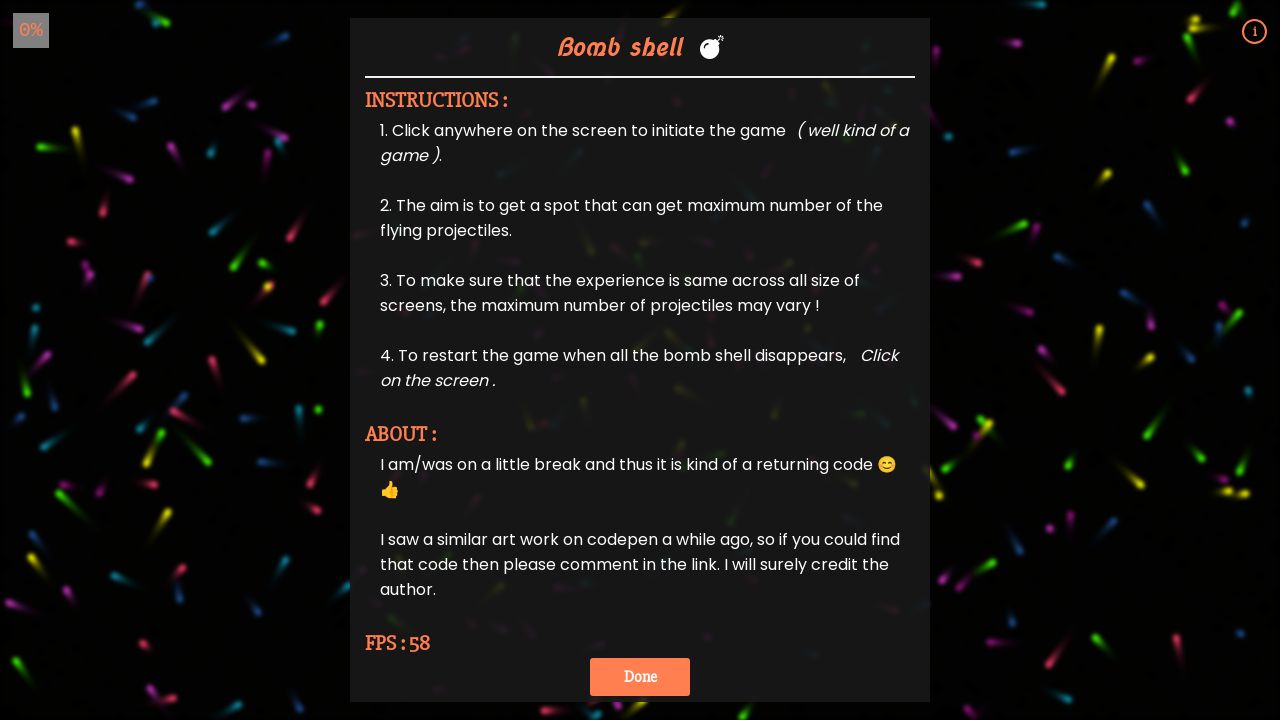 0%
i
Bomb shell 💣
INSTRUCTIONS :
1. Click anywhere on the screen to initiate the game ( well kind of a
game ).
2. The aim is to get a spot that can get maximum number of the
flying projectiles.
3. To make sure that the experience is same across all size of
screens, the maximum number of projectiles may vary !
4. To restart the game when all the bomb shell disappears, Click
on the screen .
ABOUT :
I am/was on a little break and thus it is kind of a returning code 😊
👍
I saw a similar art work on codepen a while ago, so if you could find
that code then please comment in the link. I will surely credit the
author.
FPS : 58
Done